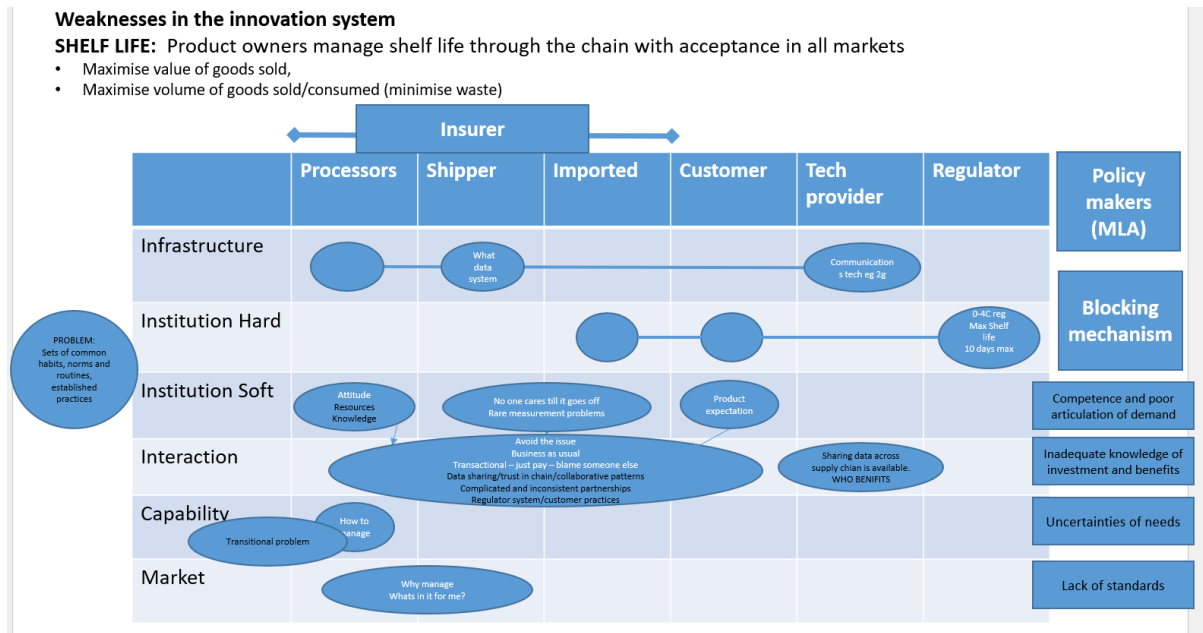 Weaknesses in the innovation system
SHELF LIFE: Product owners manage shelf life through the chain with acceptance in all markets
• Maximise value of goods sold,
• Maximise volume of goods sold/consumed (minimise waste)
Insurer
Processors
Shipper
Imported
Customer
Tech
provider
Regulator
Policy
makers
(MLA)
Infrastructure
What
data
system
Communication
s tech eg 2g
Institution Hard
0-4C reg
Max Shelf
life
10 days max
Blocking
mechanism
PROBLEM:
Sets of common
habits, norms and
routines,
established
practices
Institution Soft
Attitude
Resources
Knowledge
No one cares till it goes off
Rare measurement problems
Product
expectation
Competence and poor
articulation of demand
Interaction
Avoid the issue
Business as usual
Transactional – just pay – blame someone else
Data sharing/trust in chain/collaborative patterns
Complicated and inconsistent partnerships
Regulator system/customer practices
Sharing data across
supply chian is available.
WHO BENIFITS
Inadequate knowledge of
investment and benefits
Capability
Transitional problem
How to
Uncertainties of needs
Market
Why manage
Whats in it for me?
Lack of standards